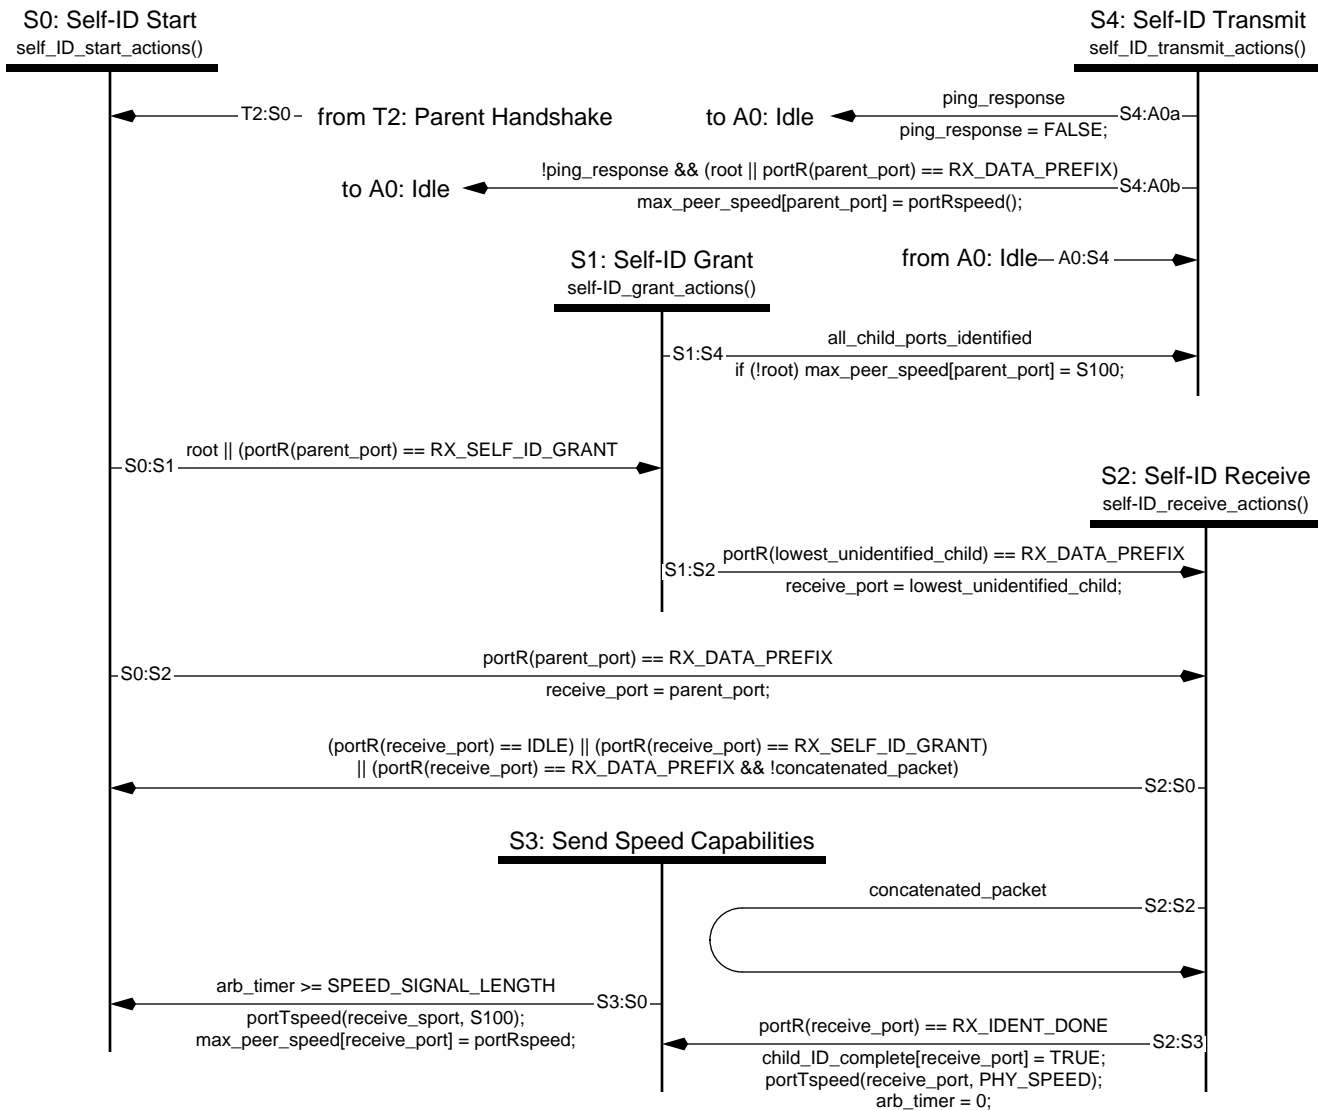 S0: Self-ID Start
self_ID_start_actions()
S4: Self-ID Transmit
self_ID_transmit_actions()
T2:S0
from T2: Parent Handshake
to A0: Idle
ping_response
S4:A0a
ping_response = FALSE;
to A0: Idle
!ping_response && (root || portR(parent_port) == RX_DATA_PREFIX)
S4:A0b
max_peer_speed[parent_port] = portRspeed();
from A0: Idle
A0:S4
S1: Self-ID Grant
self-ID_grant_actions()
all_child_ports_identified
S1:S4
if (!root) max_peer_speed[parent_port] = S100;
root || (portR(parent_port) == RX_SELF_ID_GRANT
S0:S1
S2: Self-ID Receive
self-ID_receive_actions()
portR(lowest_unidentified_child) == RX_DATA_PREFIX
S1:S2
receive_port = lowest_unidentified_child;
portR(parent_port) == RX_DATA_PREFIX
S0:S2
receive_port = parent_port;
(portR(receive_port) == IDLE) || (portR(receive_port) == RX_SELF_ID_GRANT)
|| (portR(receive_port) == RX_DATA_PREFIX && !concatenated_packet)
S2:S0
S3: Send Speed Capabilities
concatenated_packet
S2:S2
arb_timer >= SPEED_SIGNAL_LENGTH
S3:S0
portTspeed(receive_sport, S100);
max_peer_speed[receive_port] = portRspeed;
portR(receive_port) == RX_IDENT_DONE
S2:S3
child_ID_complete[receive_port] = TRUE;
portTspeed(receive_port, PHY_SPEED);
arb_timer = 0;